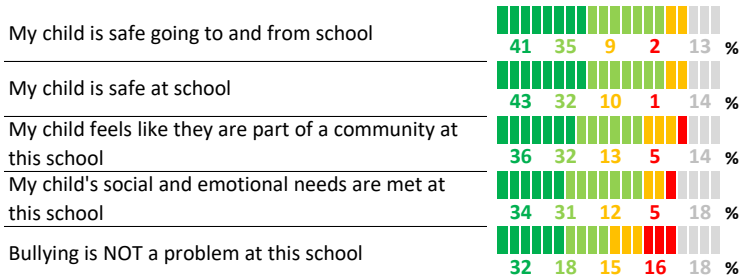 My child is safe going to and from school
41 35 9 2 13 %
My child is safe at school
43 32 10 1 14 %
My child feels like they are part of a community at
this school
36 32 13 5 14 %
My child's social and emotional needs are met at
this school
34 31 12 5 18 %
Bullying is NOT a problem at this school
32 18 15 16 18 %